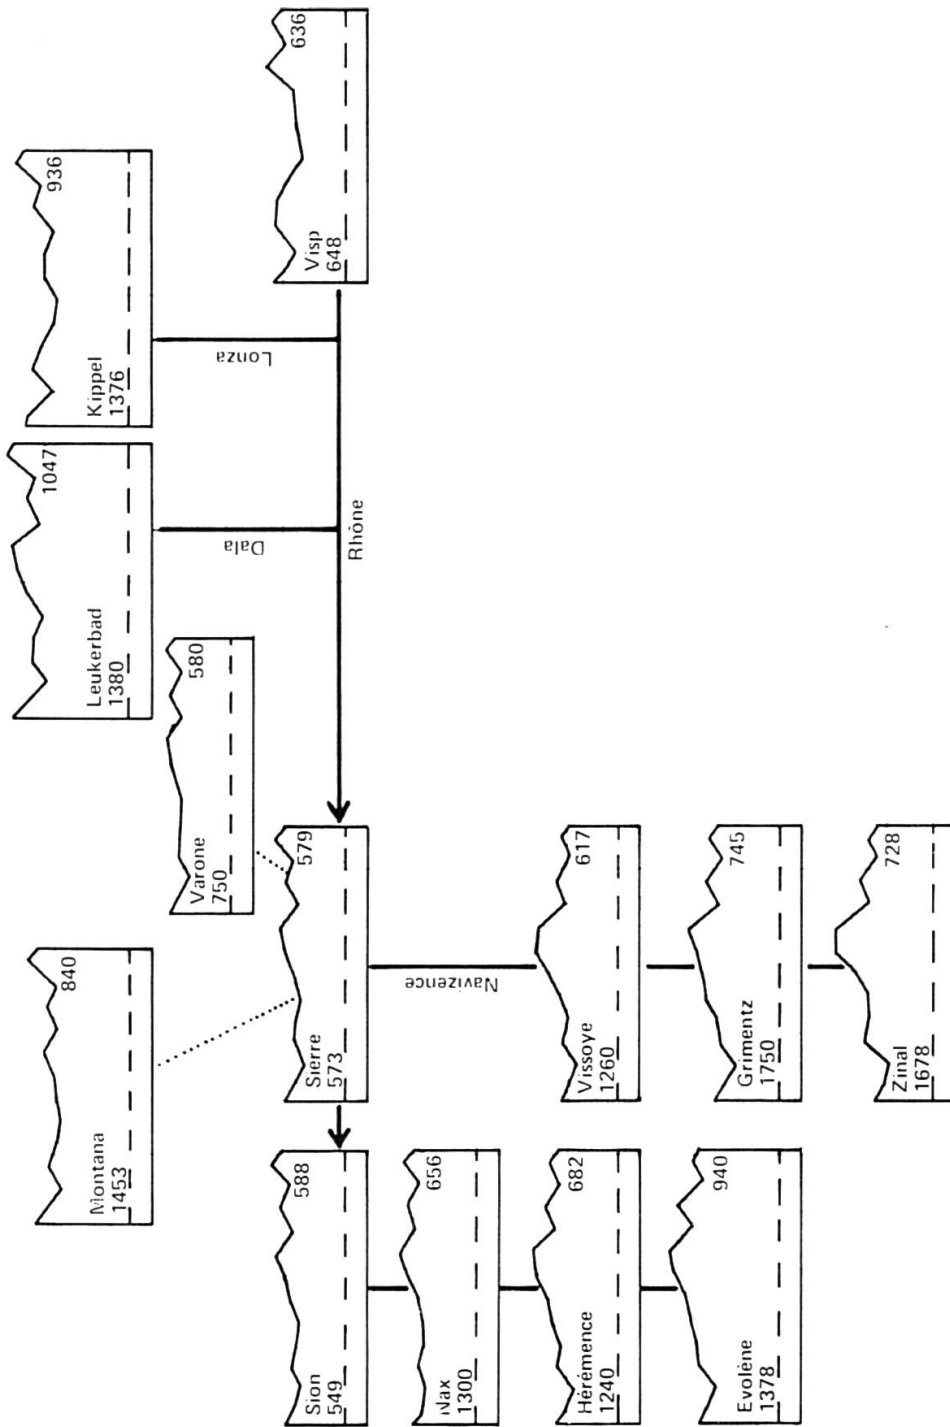 Montana
1453
840
Leukerbad
1380
1047
Kippel
1376
936
Varone
750
580
Dala
Lonza
Sion
549
588
Sierre
573
579
Rhône
Visp
648
636
Nax
1300
656
Navizence
Hérémence
1240
682
Vissoye
1260
617
Evolène
1378
940
Grimentz
1750
745
Zinal
1678
728